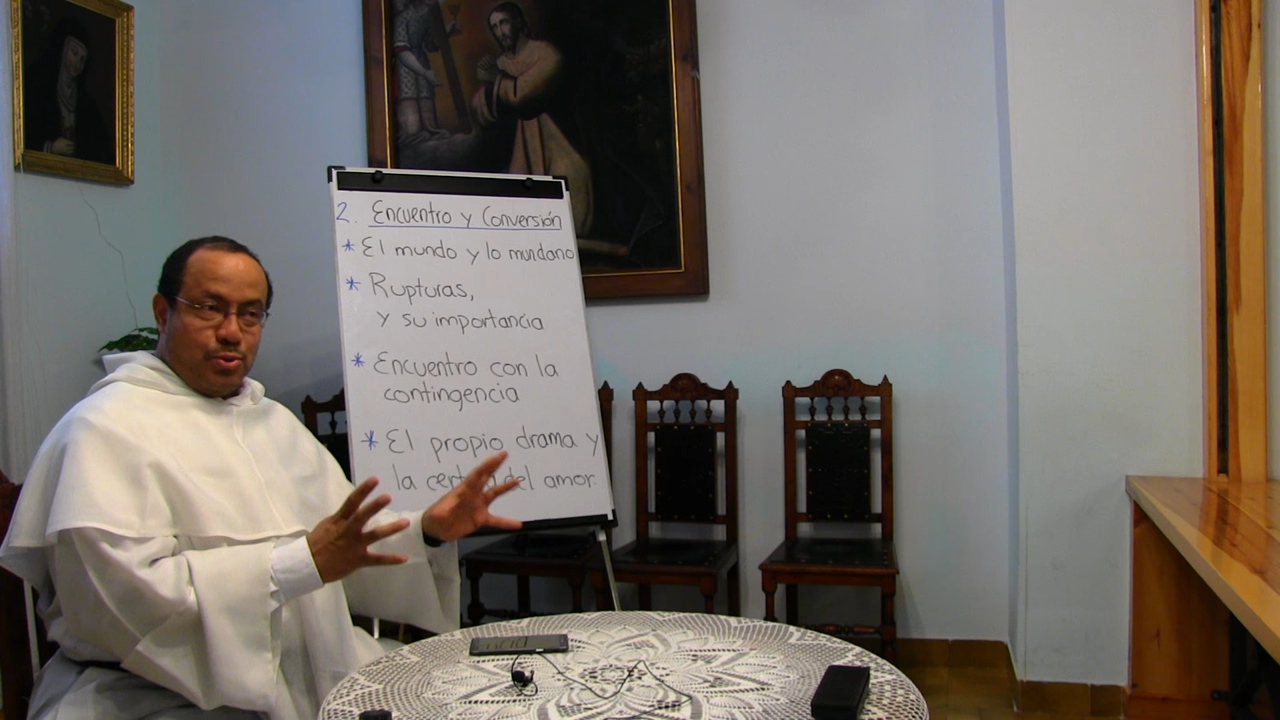 2. Encuentro y Conversión
* El mundo y lo mundano
* Rupturas,
y su importancia
* Encuentro con la
contingencia
* El propio drama y
la certeza del amor.